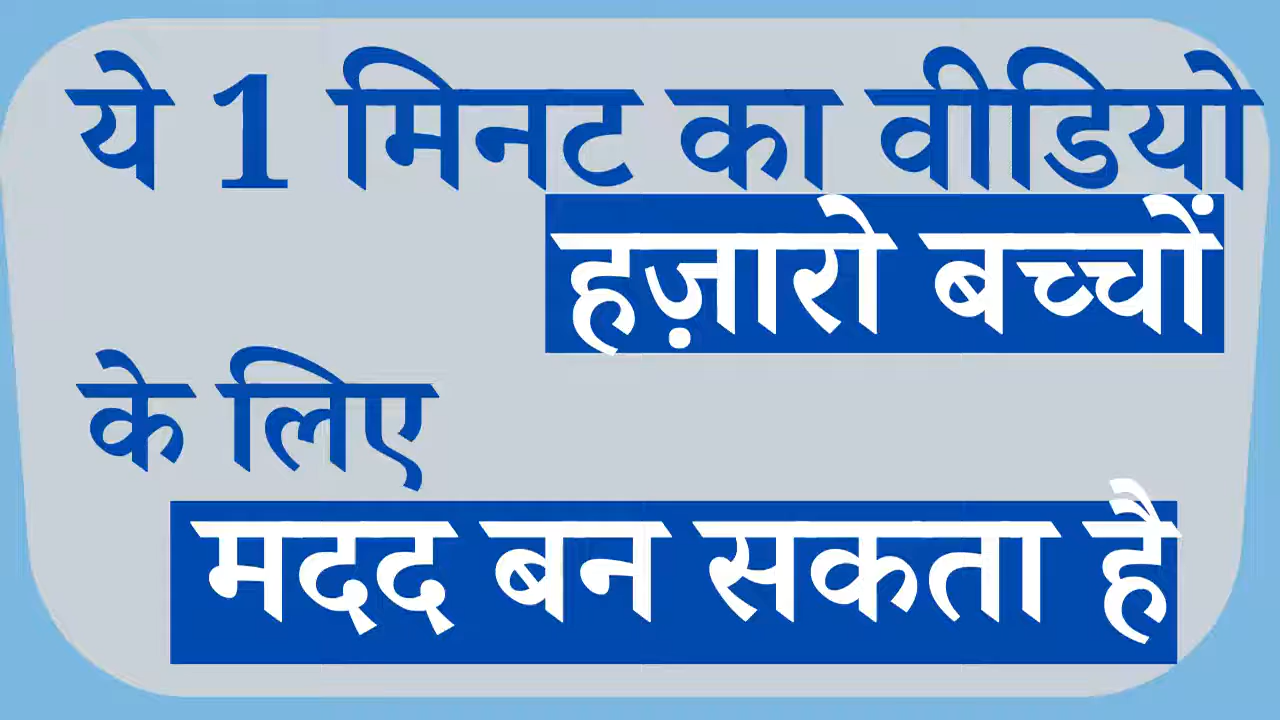 ये 1 मिनट का वीडियो
हज़ारो बच्चों
के लिए
मदद बन सकता है